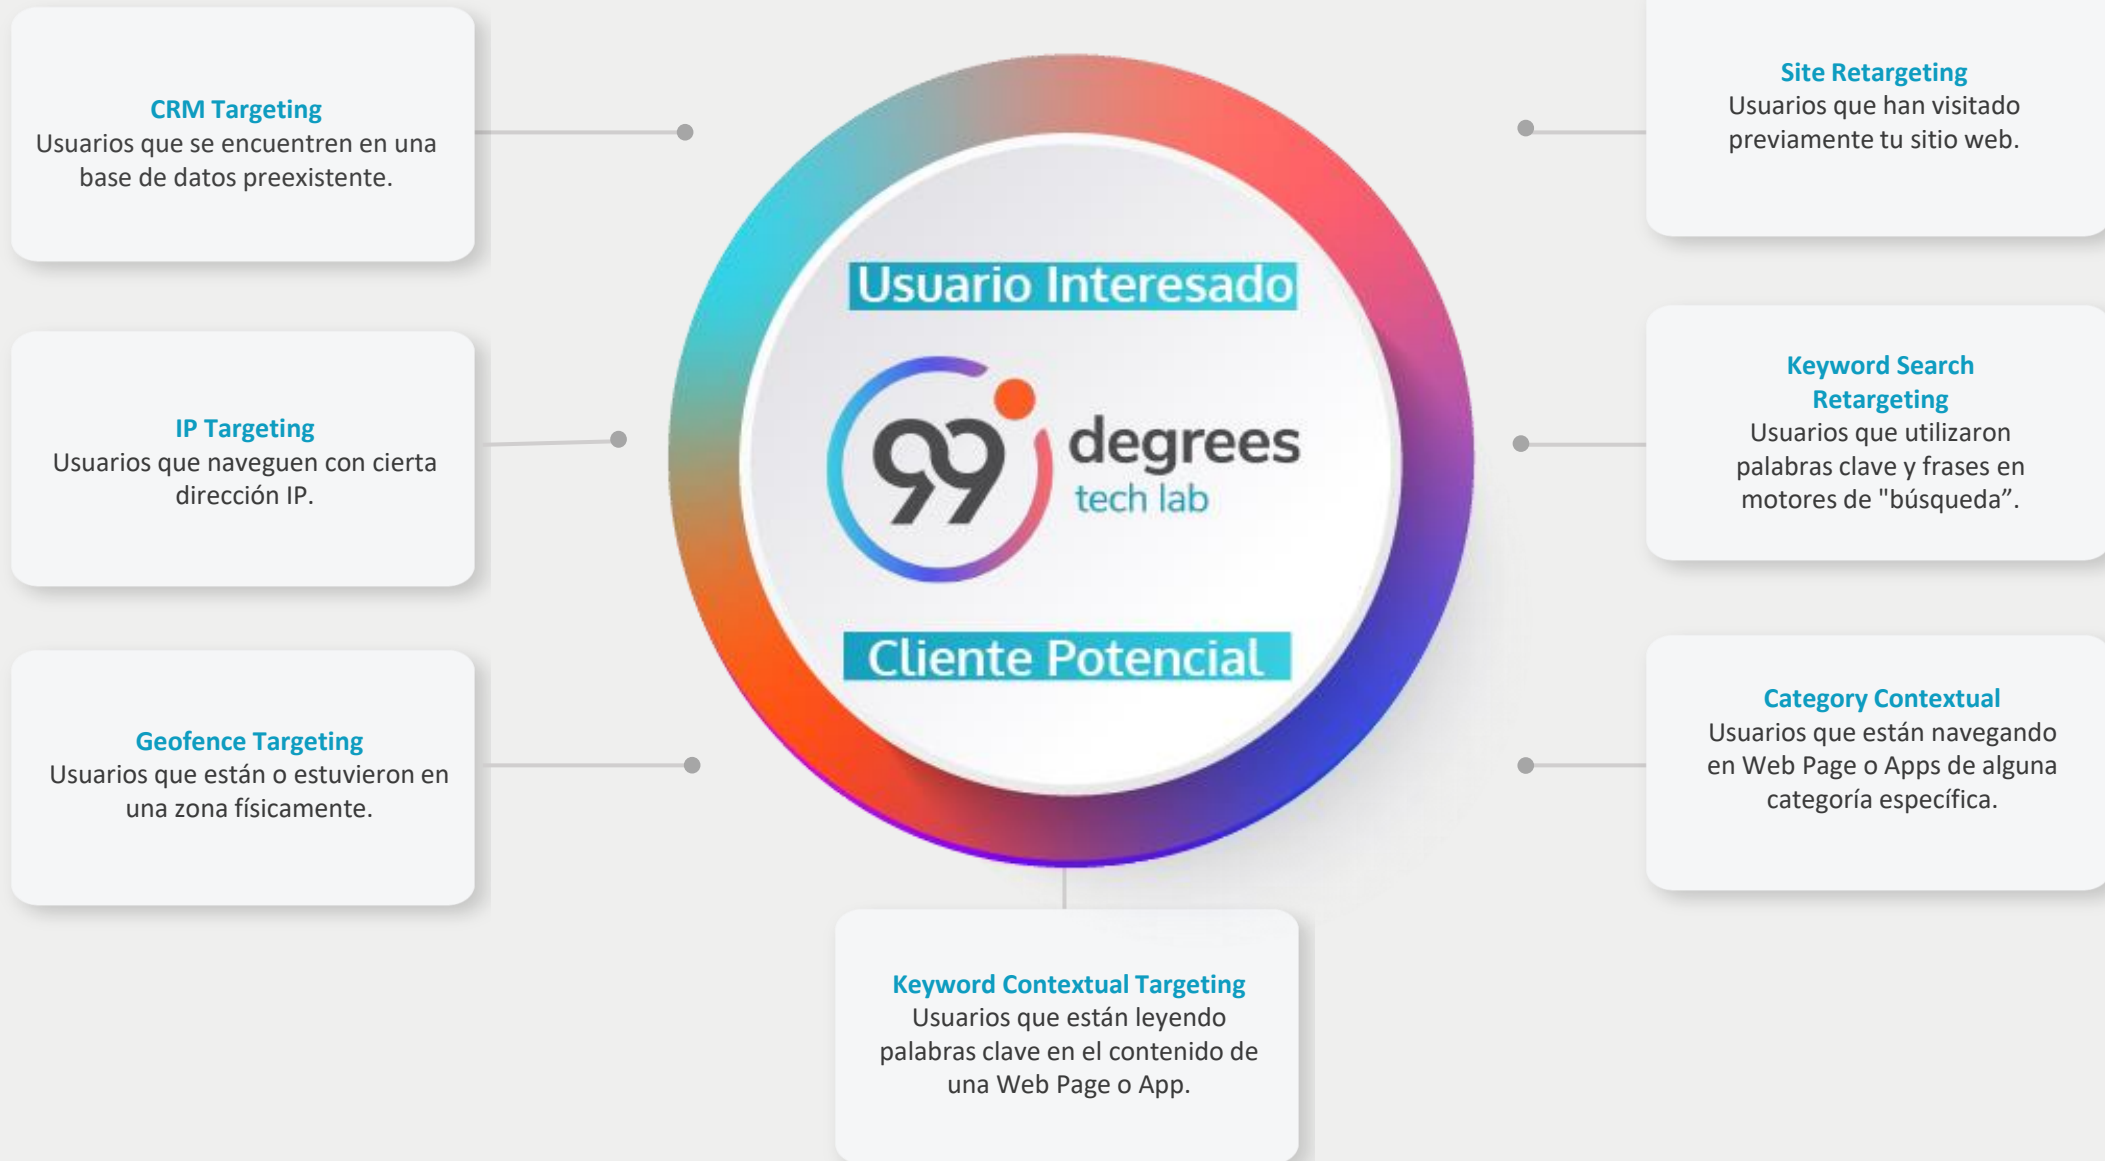 CRM Targeting
Usuarios que se encuentren en una
base de datos preexistente.
IP Targeting
Usuarios que naveguen con cierta
dirección IP.
Geofence Targeting
Usuarios que están o estuvieron en
una zona físicamente.
Usuario Interesado
99
degrees
tech lab
Cliente Potencial
Keyword Contextual Targeting
Usuarios que están leyendo
palabras clave en el contenido de
una Web Page o App.
Site Retargeting
Usuarios que han visitado
previamente tu sitio web.
Keyword Search
Retargeting
Usuarios que utilizaron
palabras clave y frases en
motores de "búsqueda”.
Category Contextual
Usuarios que están navegando
en Web Page o Apps de alguna
categoría específica.